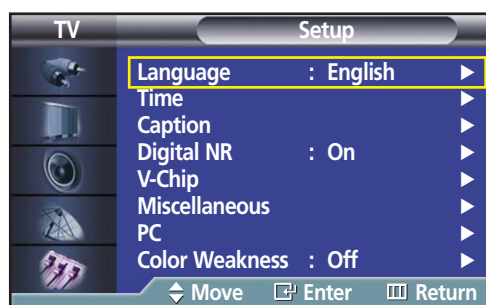 TV Setup
Language : English ▶
Time ▶
Caption ▶
Digital NR : On ▶
V-Chip ▶
Miscellaneous ▶
PC ▶
Color Weakness : Off ▶
Move Enter Return